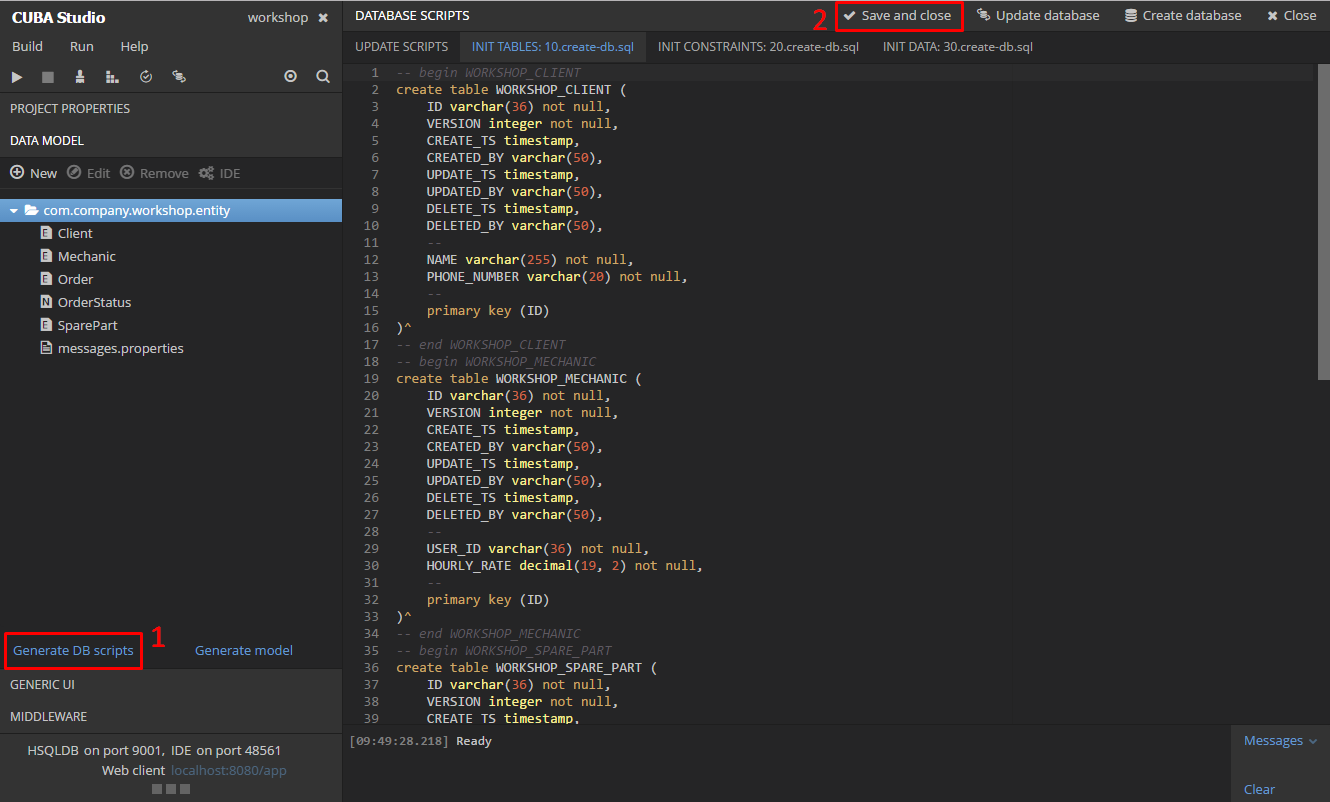 CUBA Studio
workshop ✖
Build Run Help
PROJECT PROPERTIES
DATA MODEL
New Edit Remove IDE
com.company.workshop.entity
E Client
E Mechanic
E Order
N OrderStatus
E SparePart
messages.properties
1
Generate DB scripts Generate model
GENERIC UI
MIDDLEWARE
HSQLDB on port 9001, IDE on port 48561
Web client localhost:8080/app
DATABASE SCRIPTS 2 Save and close Update database Create database Close
UPDATE SCRIPTS INIT TABLES: 10.create-db.sql INIT CONSTRAINTS: 20.create-db.sql INIT DATA: 30.create-db.sql
1 -- begin WORKSHOP_CLIENT
2 create table WORKSHOP_CLIENT (
3 ID varchar(36) not null,
4 VERSION integer not null,
5 CREATE_TS timestamp,
6 CREATED_BY varchar(50),
7 UPDATE_TS timestamp,
8 UPDATED_BY varchar(50),
9 DELETE_TS timestamp,
10 DELETED_BY varchar(50),
11 --
12 NAME varchar(255) not null,
13 PHONE_NUMBER varchar(20) not null,
14 --
15 primary key (ID)
16 )^
17 -- end WORKSHOP_CLIENT
18 -- begin WORKSHOP_MECHANIC
19 create table WORKSHOP_MECHANIC (
20 ID varchar(36) not null,
21 VERSION integer not null,
22 CREATE_TS timestamp,
23 CREATED_BY varchar(50),
24 UPDATE_TS timestamp,
25 UPDATED_BY varchar(50),
26 DELETE_TS timestamp,
27 DELETED_BY varchar(50),
28 --
29 USER_ID varchar(36) not null,
30 HOURLY_RATE decimal(19, 2) not null,
31 --
32 primary key (ID)
33 )^
34 -- end WORKSHOP_MECHANIC
35 -- begin WORKSHOP_SPARE_PART
36 create table WORKSHOP_SPARE_PART (
37 ID varchar(36) not null,
38 VERSION integer not null,
39 CREATE_TS timestamp,
[09:49:28.218] Ready
Messages
Clear